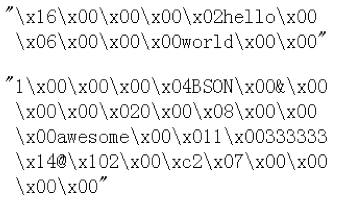 "\x16\x00\x00\x00\x02hello\x00
\x06\x00\x00\x00world\x00\x00"
"1\x00\x00\x00\x04BSON\x00&\x00
\x00\x00\x020\x00\x08\x00\x00
\x00awesome\x00\x011\x00333333
\x14@\x102\x00\xc2\x07\x00\x00
\x00\x00"